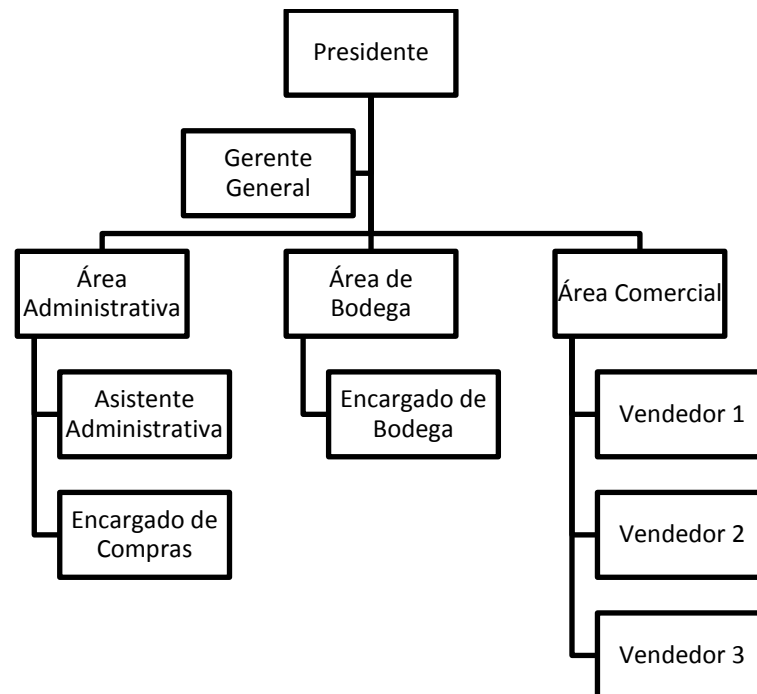 Presidente
Gerente
General
Área
Administrativa
Área de
Bodega
Área Comercial
Asistente
Administrativa
Encargado de
Bodega
Vendedor 1
Encargado de
Compras
Vendedor 2
Vendedor 3